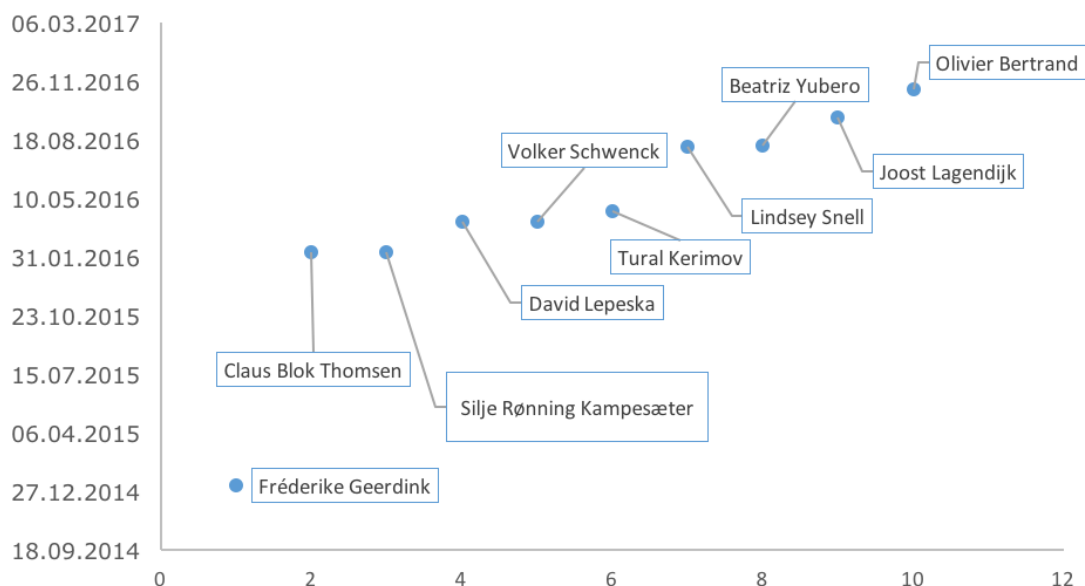 06.03.2017
26.11.2016
18.08.2016
10.05.2016
31.01.2016
23.10.2015
15.07.2015
06.04.2015
27.12.2014
18.09.2014
Olivier Bertrand
Beatriz Yubero
Volker Schwenck
Joost Lagendijk
Lindsey Snell
Tural Kerimov
David Lepeska
Claus Blok Thomsen
Silje Rønning Kampesæter
Fréderike Geerdink
0 2 4 6 8 10 12